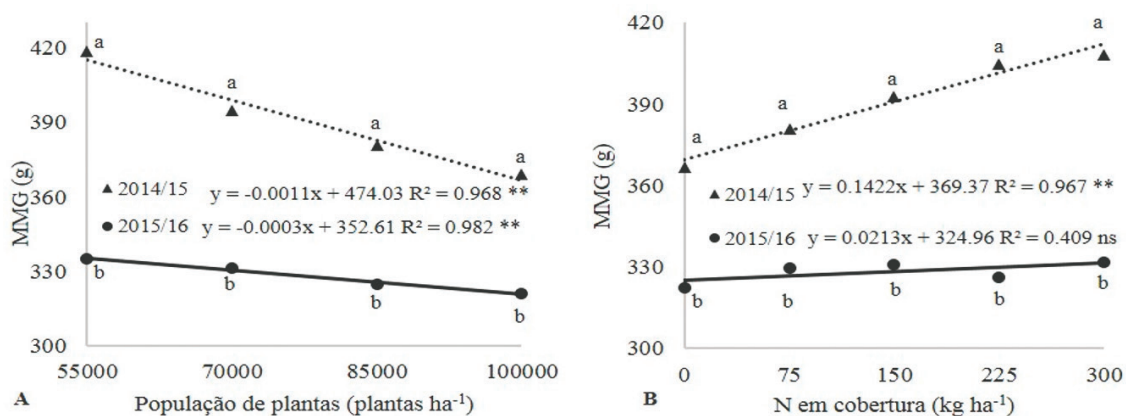 420
390
360
330
300
MMG (g)
a
a
a
a
▲ 2014/15 y = -0.0011x + 474.03 R² = 0.968 **
● 2015/16 y = -0.0003x + 352.61 R² = 0.982 **
b
b
b
b
55000 70000 85000 100000
A População de plantas (plantas ha⁻¹)
420
390
360
330
300
MMG (g)
a
a
a
a
a
▲ 2014/15 y = 0.1422x + 369.37 R² = 0.967 **
● 2015/16 y = 0.0213x + 324.96 R² = 0.409 ns
b
b
b
b
b
0 75 150 225 300
B N em cobertura (kg ha⁻¹)